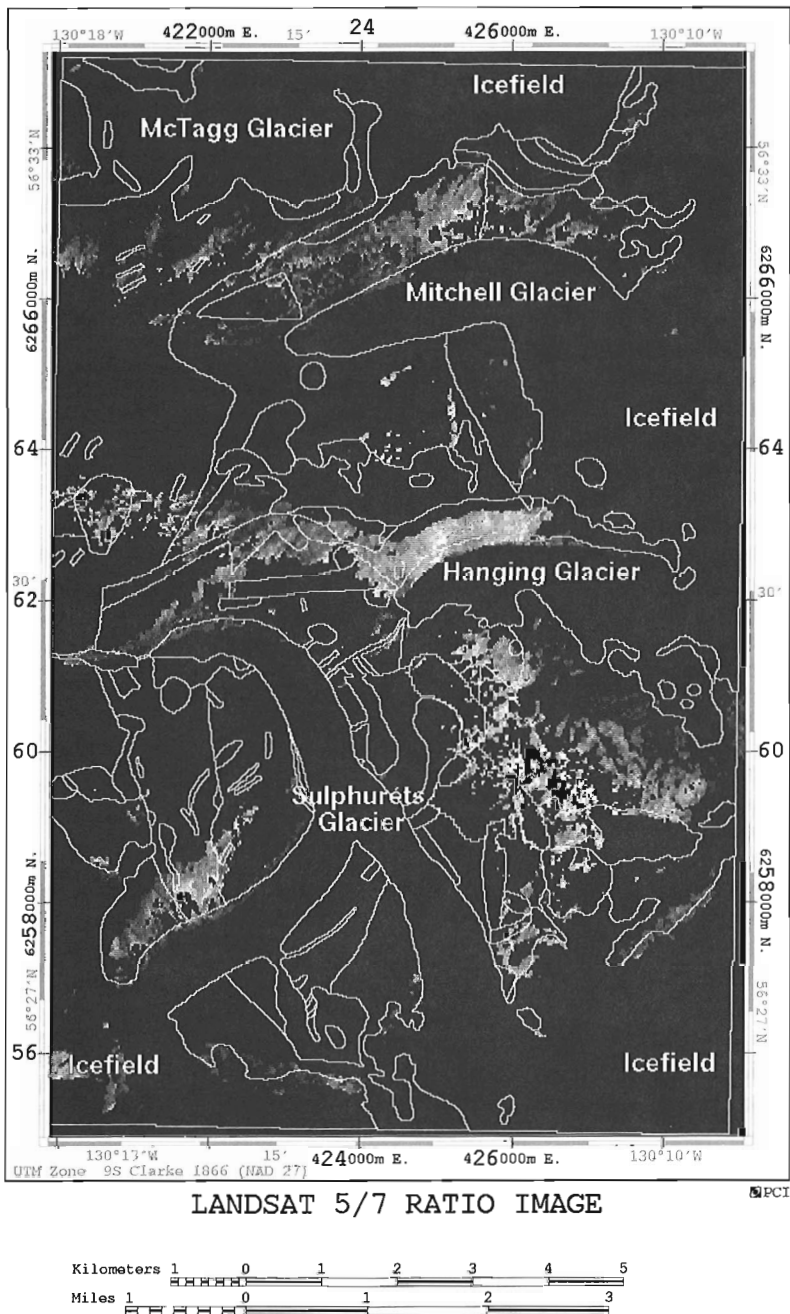 130°18'W 422000m E. 15' 24 426000m E. 130°10'W
Icefield
McTagg Glacier
56°33'N
56°33'N
Mitchell Glacier
6266000m N.
6266000m N.
Icefield
64
64
Hanging Glacier
30'
30'
62
60
60
Sulphurets
Glacier
6258000m N.
6258000m N.
56°27'N
56°27'N
56
Icefield
Icefield
130°17'W 15' 424000m E. 426000m E. 130°10'W
UTM Zone 9S Clarke 1866 (NAD 27)
LANDSAT 5/7 RATIO IMAGE
PCI
Kilometers 1 0 1 2 3 4 5
Miles 1 0 1 2 3